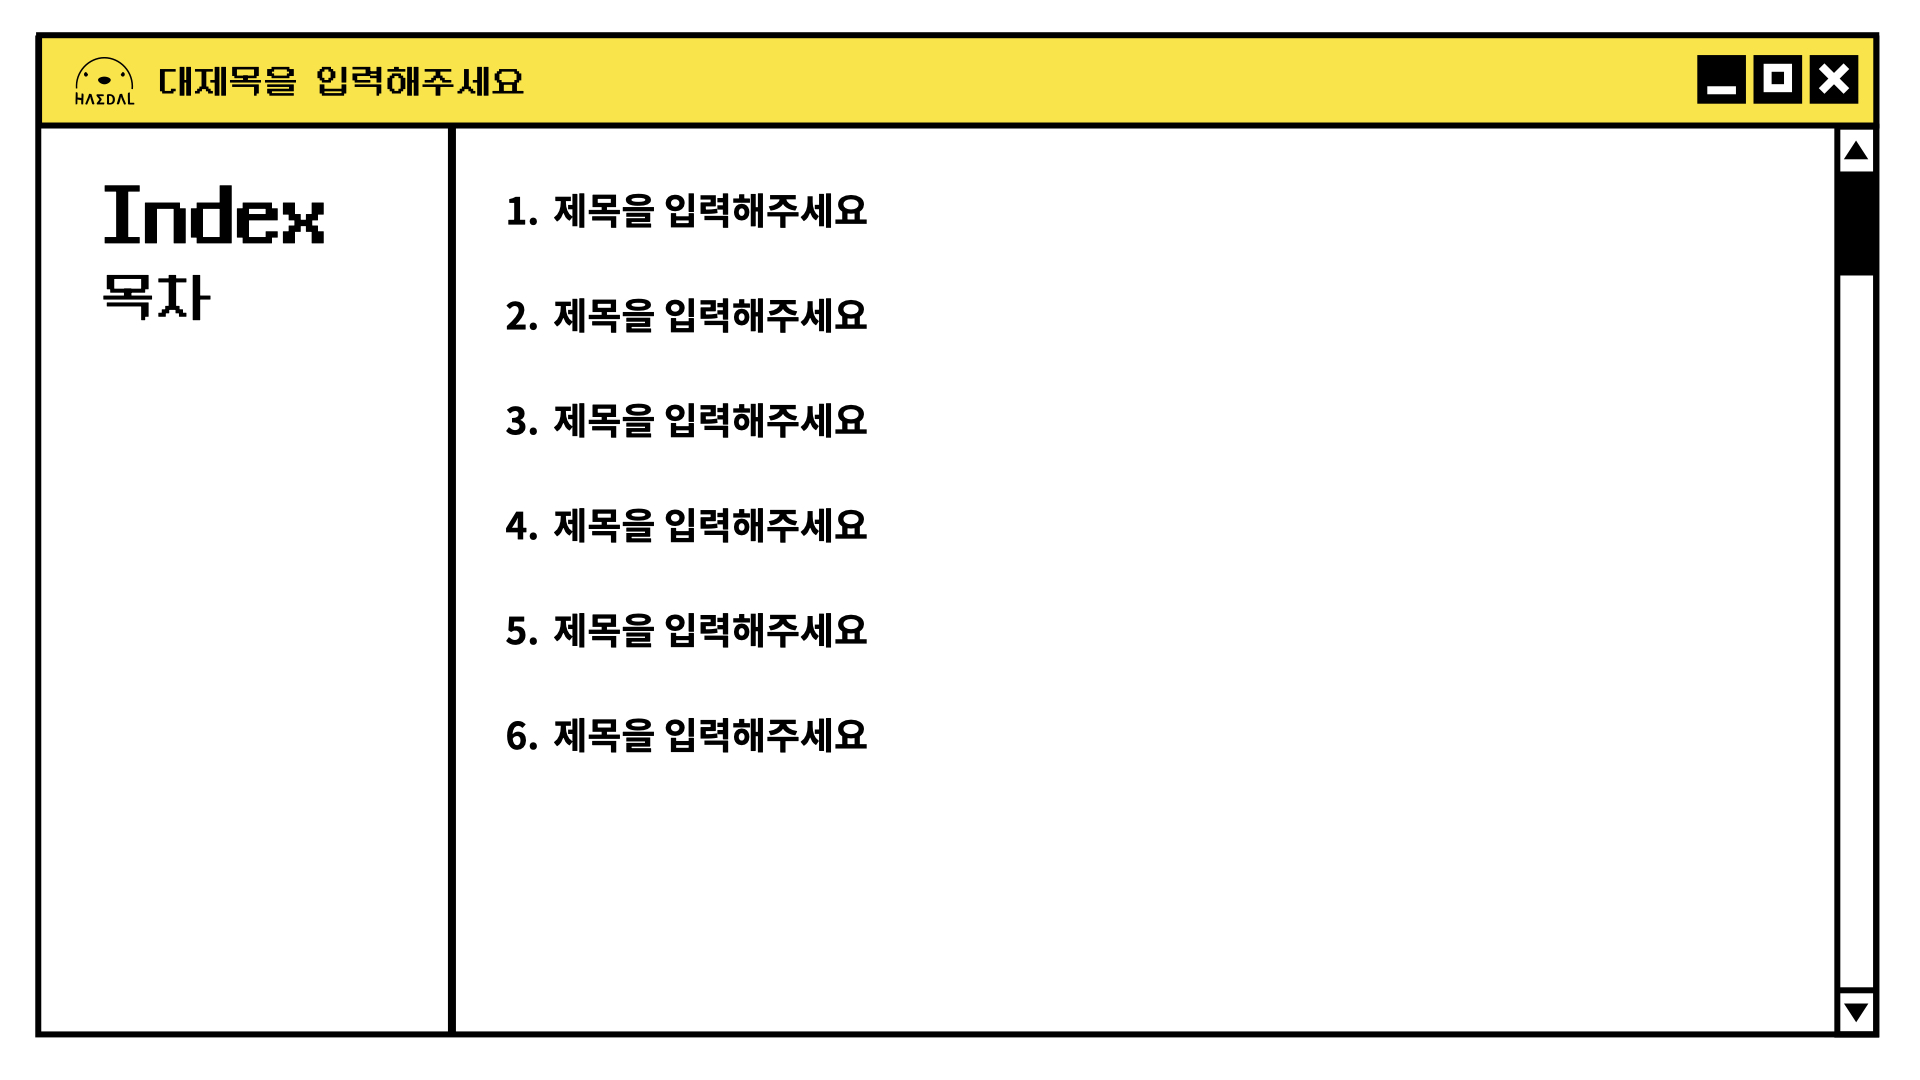 HAEDAL
대제목을 입력해주세요
Index
목차
1. 제목을 입력해주세요
2. 제목을 입력해주세요
3. 제목을 입력해주세요
4. 제목을 입력해주세요
5. 제목을 입력해주세요
6. 제목을 입력해주세요